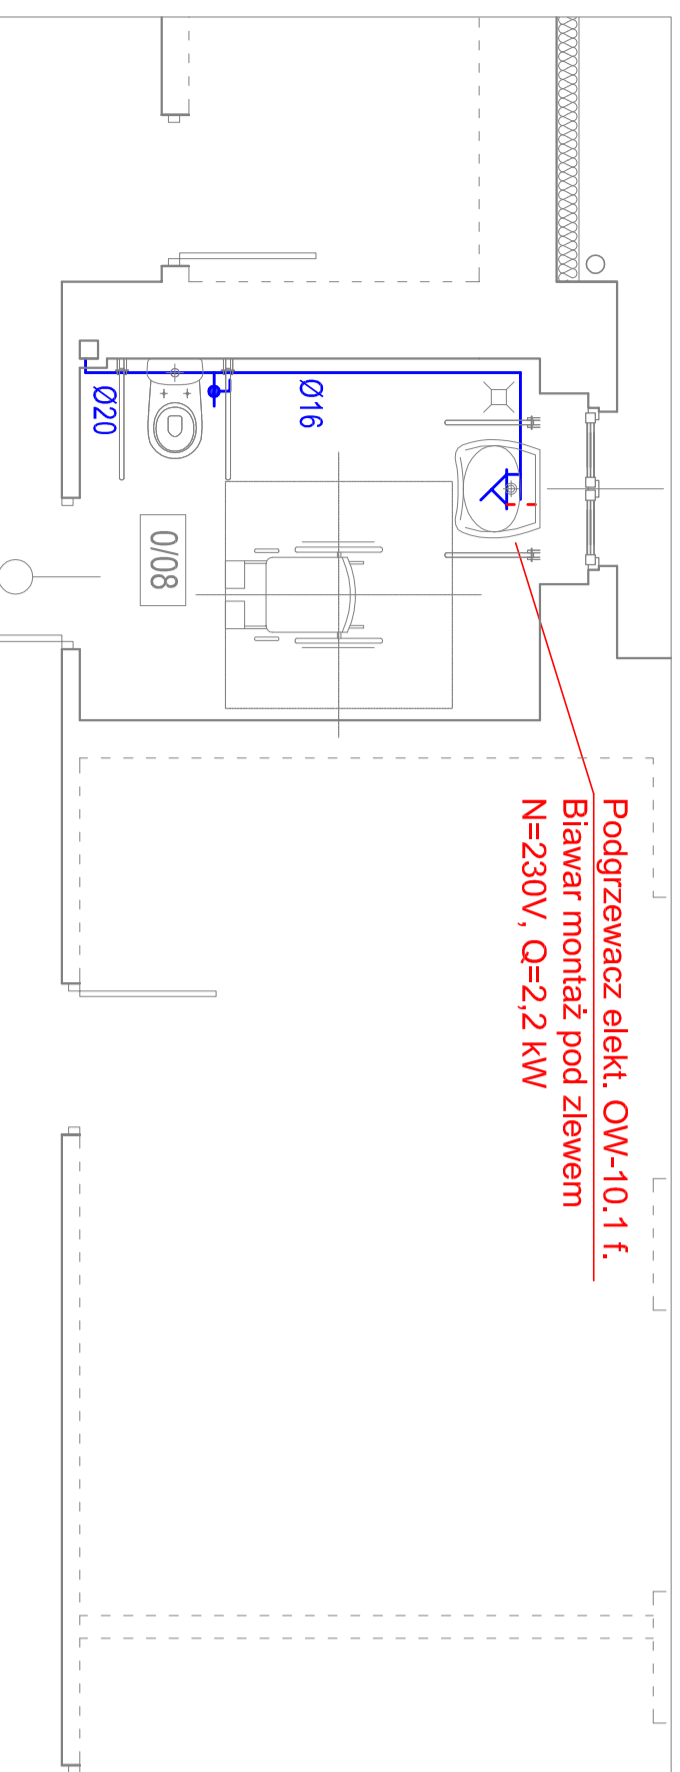 Podgrzewacz elekt. OW-10.1 f.
Biawar montaż pod zlewem
N=230V, Q=2,2 kW
Ø16
0/08
Ø20